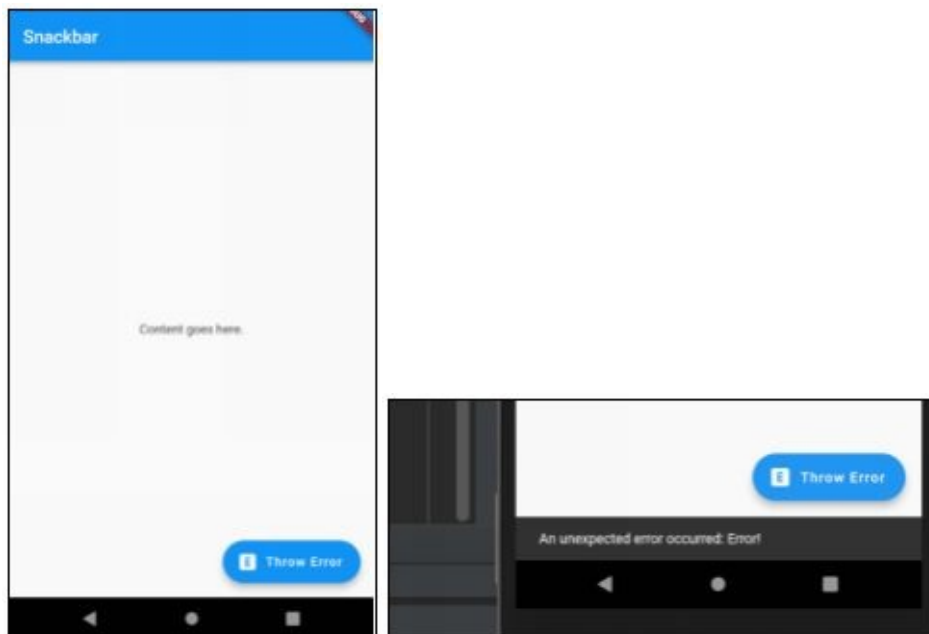 Snackbar
Content goes here.
E Throw Error
E Throw Error
An unexpected error occurred: Error!